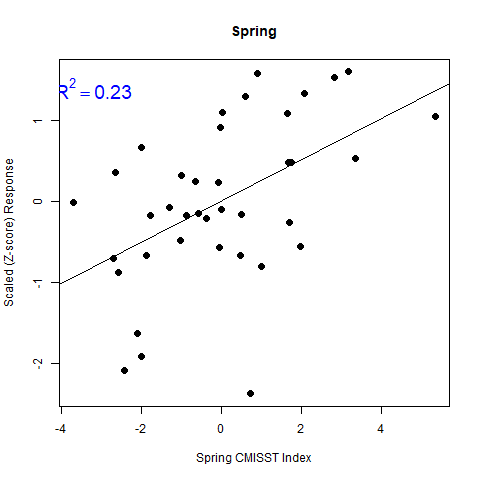 Spring
R² = 0.23
Scaled (Z-score) Response
1
0
-1
-2
-4
-2
0
2
4
Spring CMISST Index